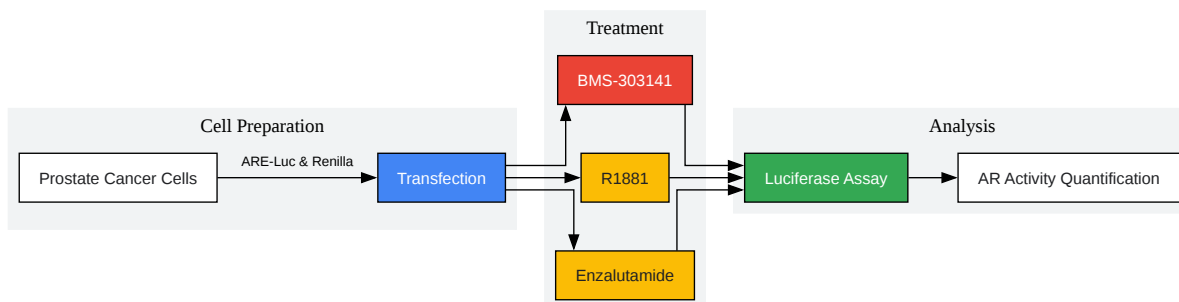 Treatment
BMS-303141
Cell Preparation
Analysis
ARE-Luc & Renilla
Prostate Cancer Cells
Transfection
R1881
Luciferase Assay
AR Activity Quantification
Enzalutamide